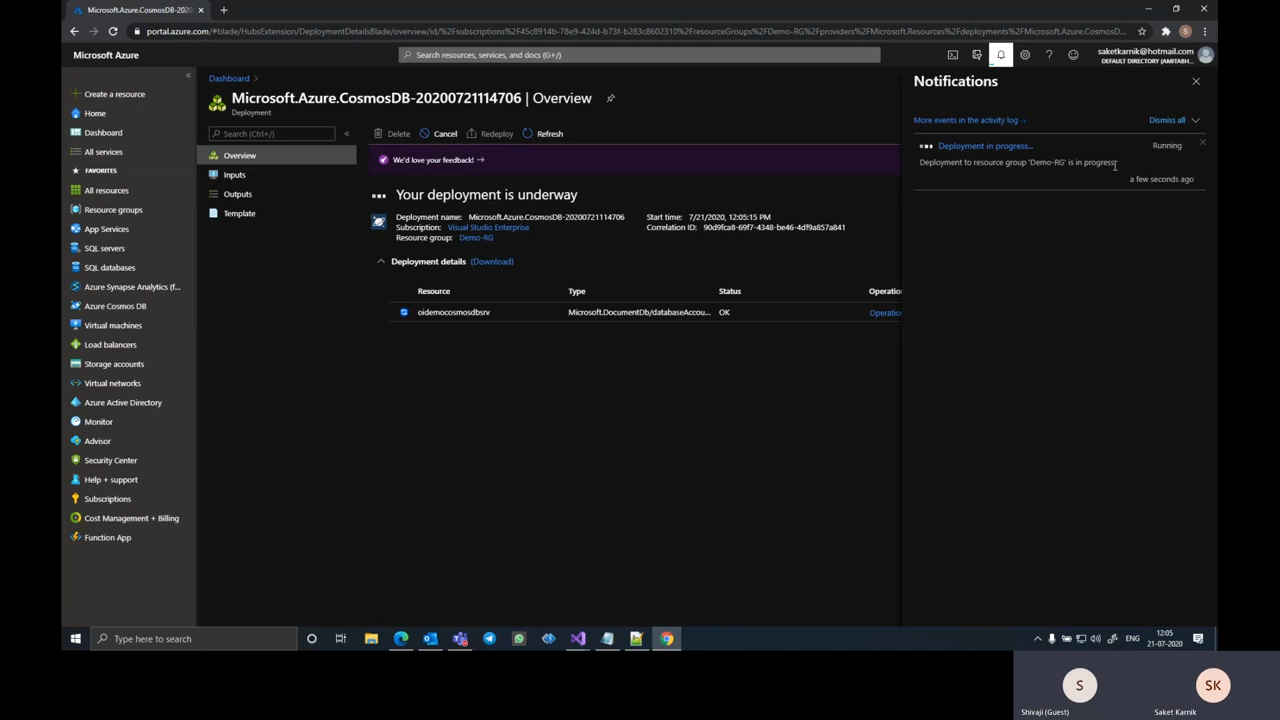 Microsoft.Azure.CosmosDB-20200721114706
portal.azure.com/#blade/HubsExtension/DeploymentDetailsBlade/overview/id/%2Fsubscriptions%2F45c8914b-78e9-424d-b73f-b283c8602310%2FresourceGroups%2FDemo-RG%2Fproviders%2FMicrosoft.Resources%2Fdeployments%2FMicrosoft.Azure.CosmosD...
S
Microsoft Azure
Search resources, services, and docs (G+/)
saketkarnik@hotmail.com
DEFAULT DIRECTORY (AMITABH...
Create a resource
Home
Dashboard
All services
FAVORITES
All resources
Resource groups
App Services
SQL servers
SQL databases
Azure Synapse Analytics (f...
Azure Cosmos DB
Virtual machines
Load balancers
Storage accounts
Virtual networks
Azure Active Directory
Monitor
Advisor
Security Center
Help + support
Subscriptions
Cost Management + Billing
Function App
Dashboard
Microsoft.Azure.CosmosDB-20200721114706 | Overview
Deployment
Search (Ctrl+/)
Overview
Inputs
Outputs
Template
Delete
Cancel
Redeploy
Refresh
We'd love your feedback! →
Your deployment is underway
Deployment name: Microsoft.Azure.CosmosDB-20200721114706
Subscription: Visual Studio Enterprise
Resource group: Demo-RG
Start time: 7/21/2020, 12:05:15 PM
Correlation ID: 90d9fca8-69f7-4348-be46-4df9a857a841
Deployment details (Download)
Resource Type Status Operatio
oidemocosmosdbsrv Microsoft.DocumentDb/databaseAccou... OK Operatio
Notifications
More events in the activity log →
Dismiss all
Deployment in progress... Running
Deployment to resource group 'Demo-RG' is in progress.
a few seconds ago
Type here to search
ENG
12:05
21-07-2020
S
SK
Shivaji (Guest)
Saket Karnik